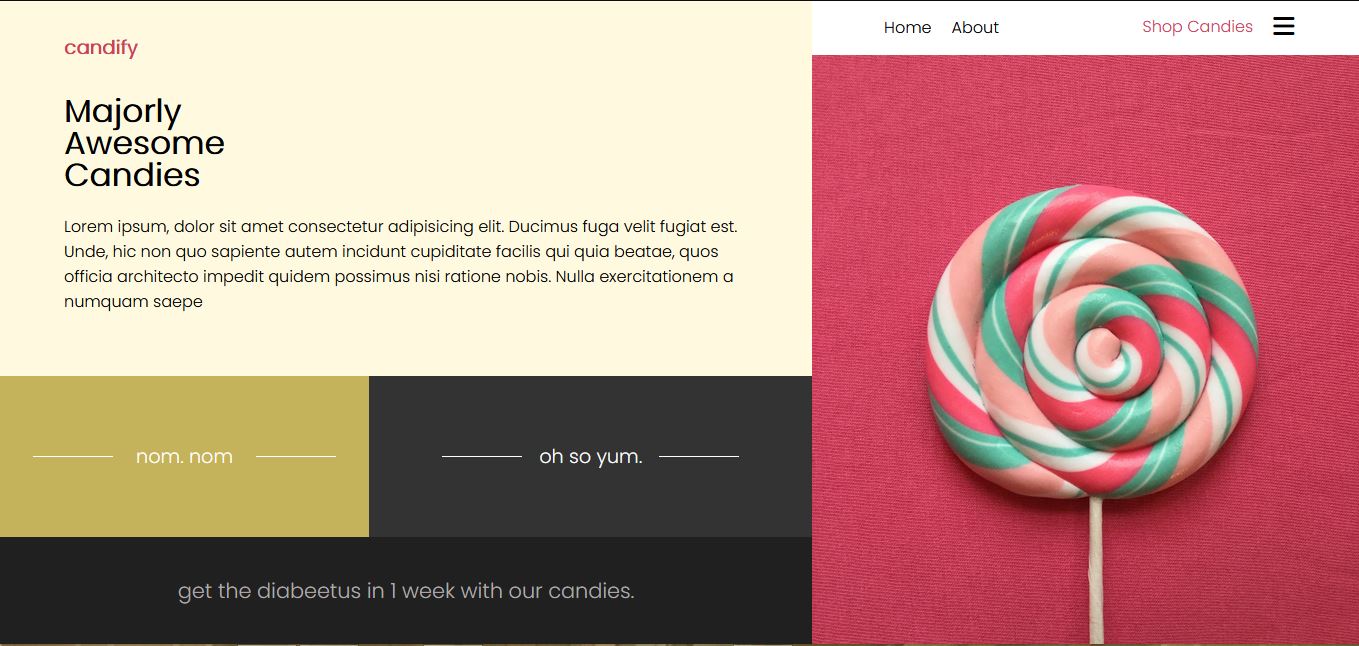 candify
Home About
Shop Candies
Majorly
Awesome
Candies
Lorem ipsum, dolor sit amet consectetur adipisicing elit. Ducimus fuga velit fugiat est.
Unde, hic non quo sapiente autem incidunt cupiditate facilis qui quia beatae, quos
officia architecto impedit quidem possimus nisi ratione nobis. Nulla exercitationem a
numquam saepe
nom. nom
oh so yum.
get the diabeetus in 1 week with our candies.